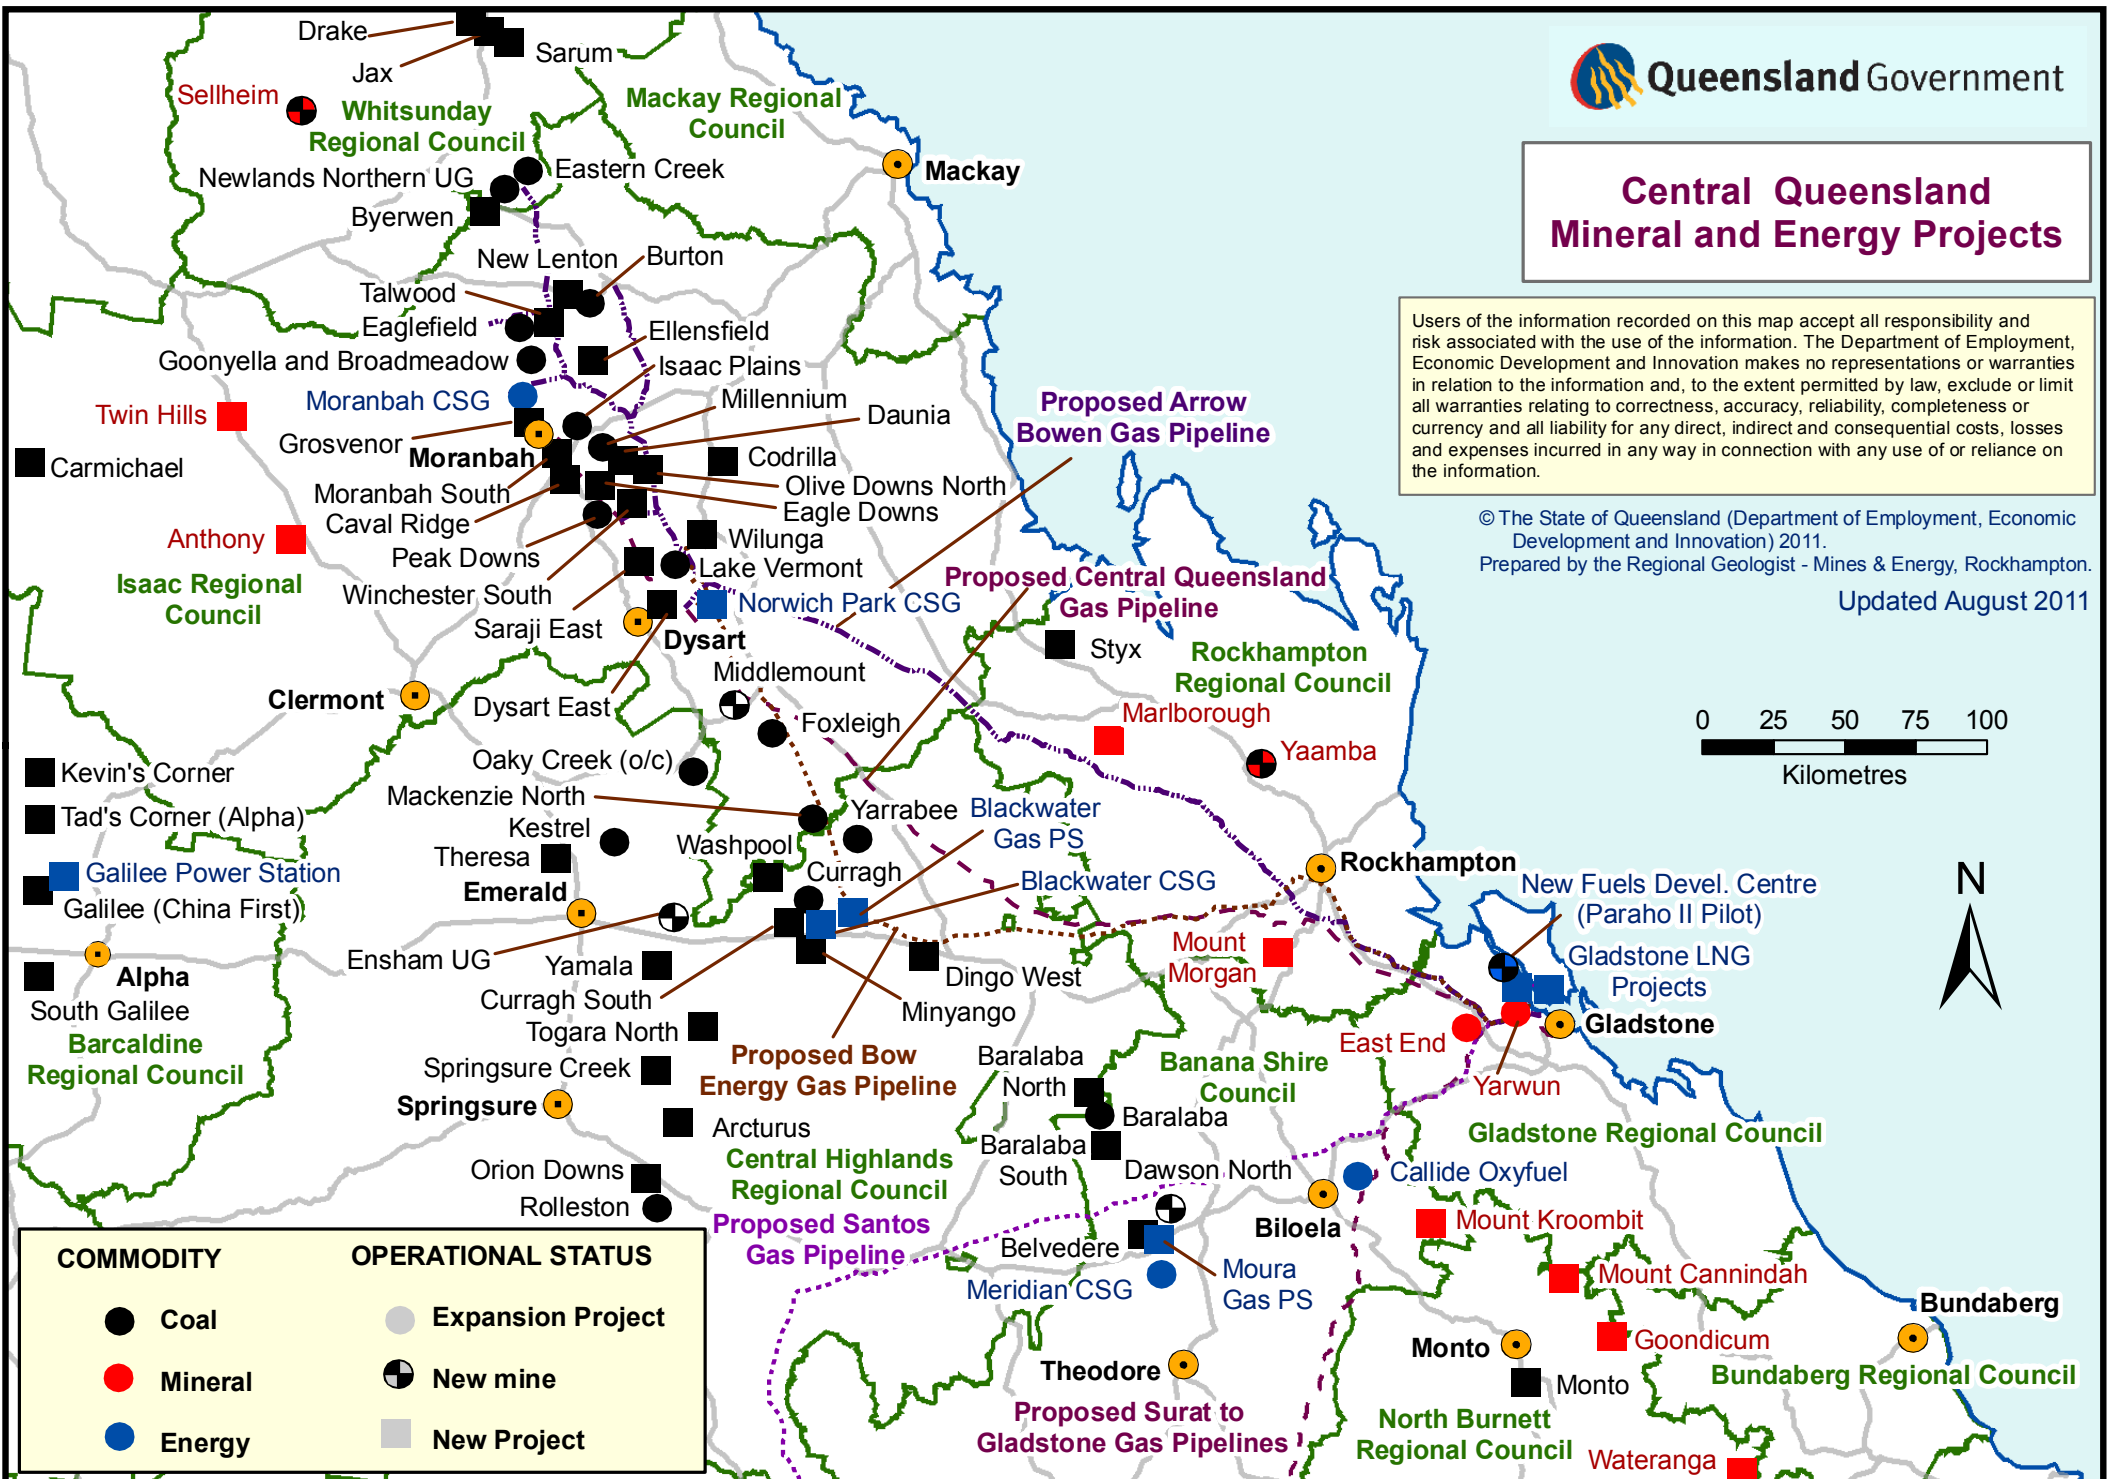 Drake
Jax
Sarum
Sellheim
Whitsunday
Regional Council
Mackay Regional
Council
Queensland Government
Central Queensland
Mineral and Energy Projects
Newlands Northern UG
Eastern Creek
Byerwen
Mackay
New Lenton
Burton
Talwood
Eaglefield
Ellensfield
Goonyella and Broadmeadow
Isaac Plains
Moranbah CSG
Millennium
Twin Hills
Daunia
Grosvenor
Moranbah
Codrilla
Carmichael
Moranbah South
Olive Downs North
Caval Ridge
Eagle Downs
Anthony
Peak Downs
Wilunga
Lake Vermont
Isaac Regional
Council
Winchester South
Norwich Park CSG
Saraji East
Dysart
Proposed Arrow
Bowen Gas Pipeline
Users of the information recorded on this map accept all responsibility and
risk associated with the use of the information. The Department of Employment,
Economic Development and Innovation makes no representations or warranties
in relation to the information and, to the extent permitted by law, exclude or limit
all warranties relating to correctness, accuracy, reliability, completeness or
currency and all liability for any direct, indirect and consequential costs, losses
and expenses incurred in any way in connection with any use of or reliance on
the information.
© The State of Queensland (Department of Employment, Economic
Development and Innovation) 2011.
Prepared by the Regional Geologist - Mines & Energy, Rockhampton.
Updated August 2011
Proposed Central Queensland
Gas Pipeline
Styx
Rockhampton
Regional Council
Middlemount
Clermont
Dysart East
Foxleigh
Marlborough
Yaamba
0 25 50 75 100
Kilometres
Kevin's Corner
Oaky Creek (o/c)
Tad's Corner (Alpha)
Mackenzie North
Kestrel
Yarrabee
Blackwater
Gas PS
Washpool
Theresa
Curragh
Galilee Power Station
Emerald
Blackwater CSG
Rockhampton
N
Galilee (China First)
New Fuels Devel. Centre
(Paraho II Pilot)
Ensham UG
Yamala
Alpha
Dingo West
Mount
Morgan
Gladstone LNG
Projects
South Galilee
Curragh South
Minyango
Togara North
Gladstone
East End
Barcaldine
Regional Council
Proposed Bow
Energy Gas Pipeline
Baralaba
North
Banana Shire
Council
Springsure Creek
Yarwun
Springsure
Baralaba
Arcturus
Gladstone Regional Council
Baralaba
South
Central Highlands
Regional Council
Orion Downs
Dawson North
Callide Oxyfuel
Rolleston
Proposed Santos
Gas Pipeline
Biloela
Mount Kroombit
Belvedere
Moura
Gas PS
Meridian CSG
Mount Cannindah
Bundaberg
Goondicum
Monto
Theodore
Bundaberg Regional Council
Monto
Proposed Surat to
Gladstone Gas Pipelines
North Burnett
Regional Council
Wateranga
COMMODITY
OPERATIONAL STATUS
Coal
Expansion Project
Mineral
New mine
Energy
New Project